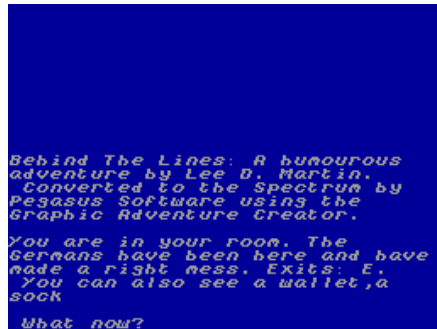 Behind The Lines: A humourous
adventure by Lee D. Martin.
Converted to the Spectrum by
Pegasus Software using the
Graphic Adventure Creator.
You are in your room. The
Germans have been here and have
made a right mess. Exits: E.
You can also see a wallet,a
sock
What now?